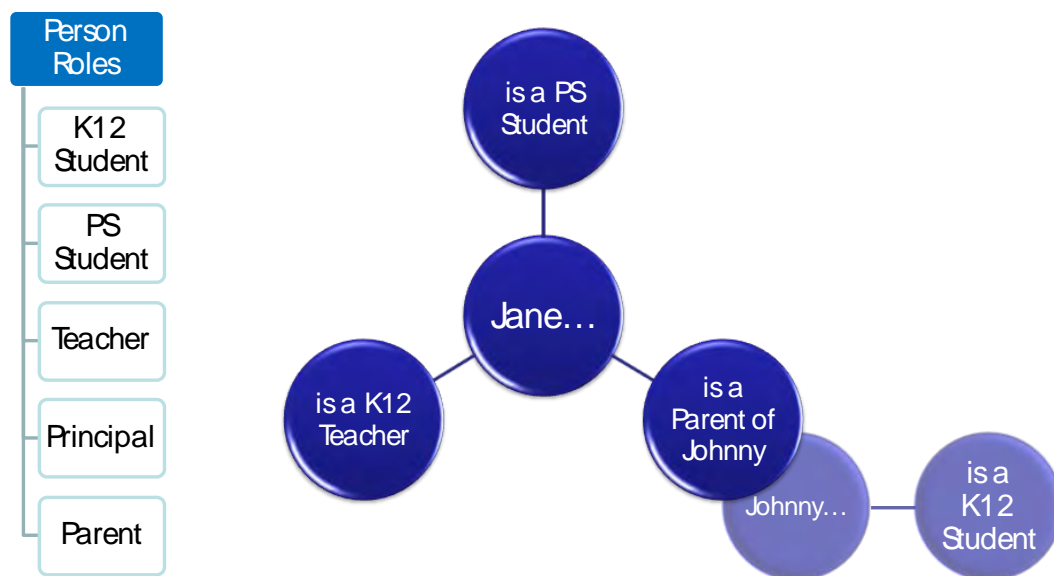 Person
Roles
K12
Student
PS
Student
Teacher
Principal
Parent
is a PS
Student
Jane…
is a K12
Teacher
is a
Parent of
Johnny
Johnny…
is a
K12
Student